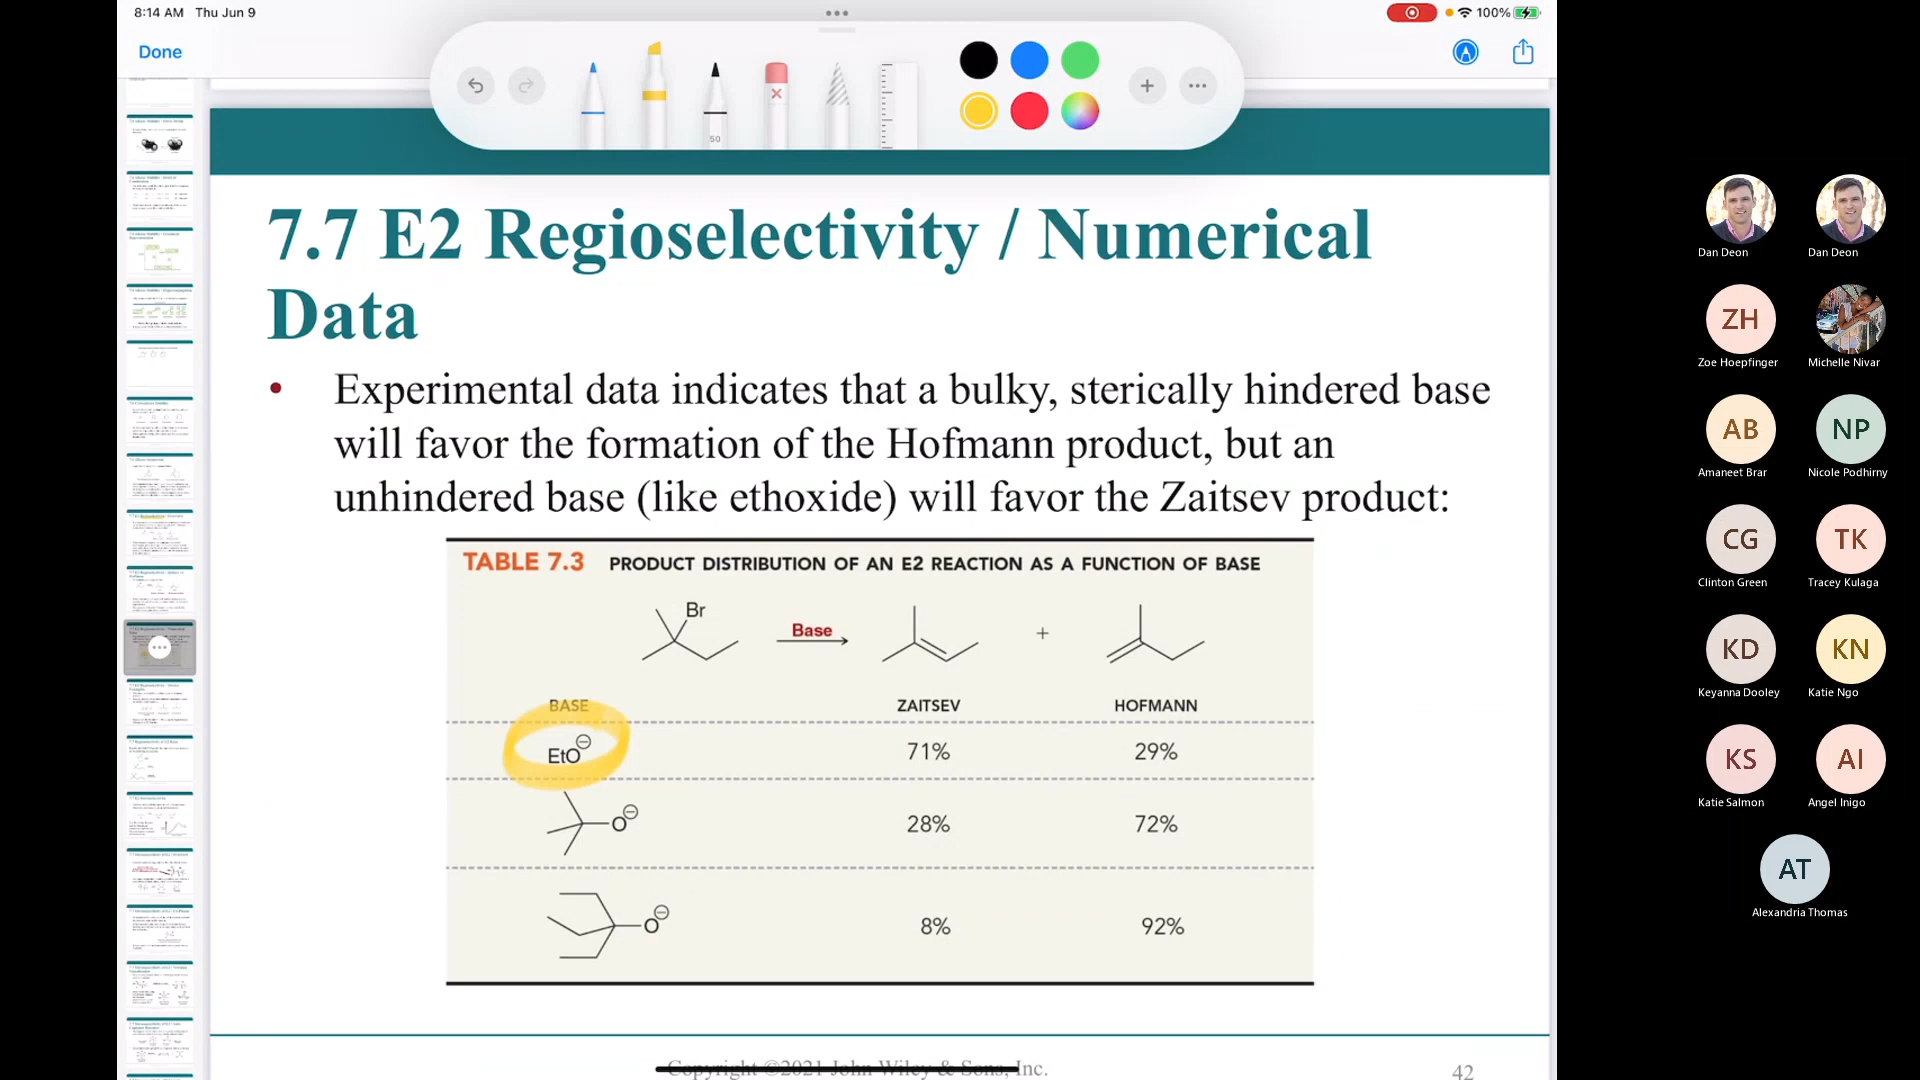 8:14 AM Thu Jun 9
100%
Done
50
7.7 E2 Regioselectivity / Numerical
Data
• Experimental data indicates that a bulky, sterically hindered base
will favor the formation of the Hofmann product, but an
unhindered base (like ethoxide) will favor the Zaitsev product:
TABLE 7.3 PRODUCT DISTRIBUTION OF AN E2 REACTION AS A FUNCTION OF BASE
Br
Base
+
BASE ZAITSEV HOFMANN
EtO⊖ 71% 29%
O⊖ 28% 72%
O⊖ 8% 92%
Copyright ©2021 John Wiley & Sons, Inc.
42
Dan Deon Dan Deon
ZH
Zoe Hoepfinger Michelle Nivar
AB NP
Amaneet Brar Nicole Podhirny
CG TK
Clinton Green Tracey Kulaga
KD KN
Keyanna Dooley Katie Ngo
KS AI
Katie Salmon Angel Inigo
AT
Alexandria Thomas